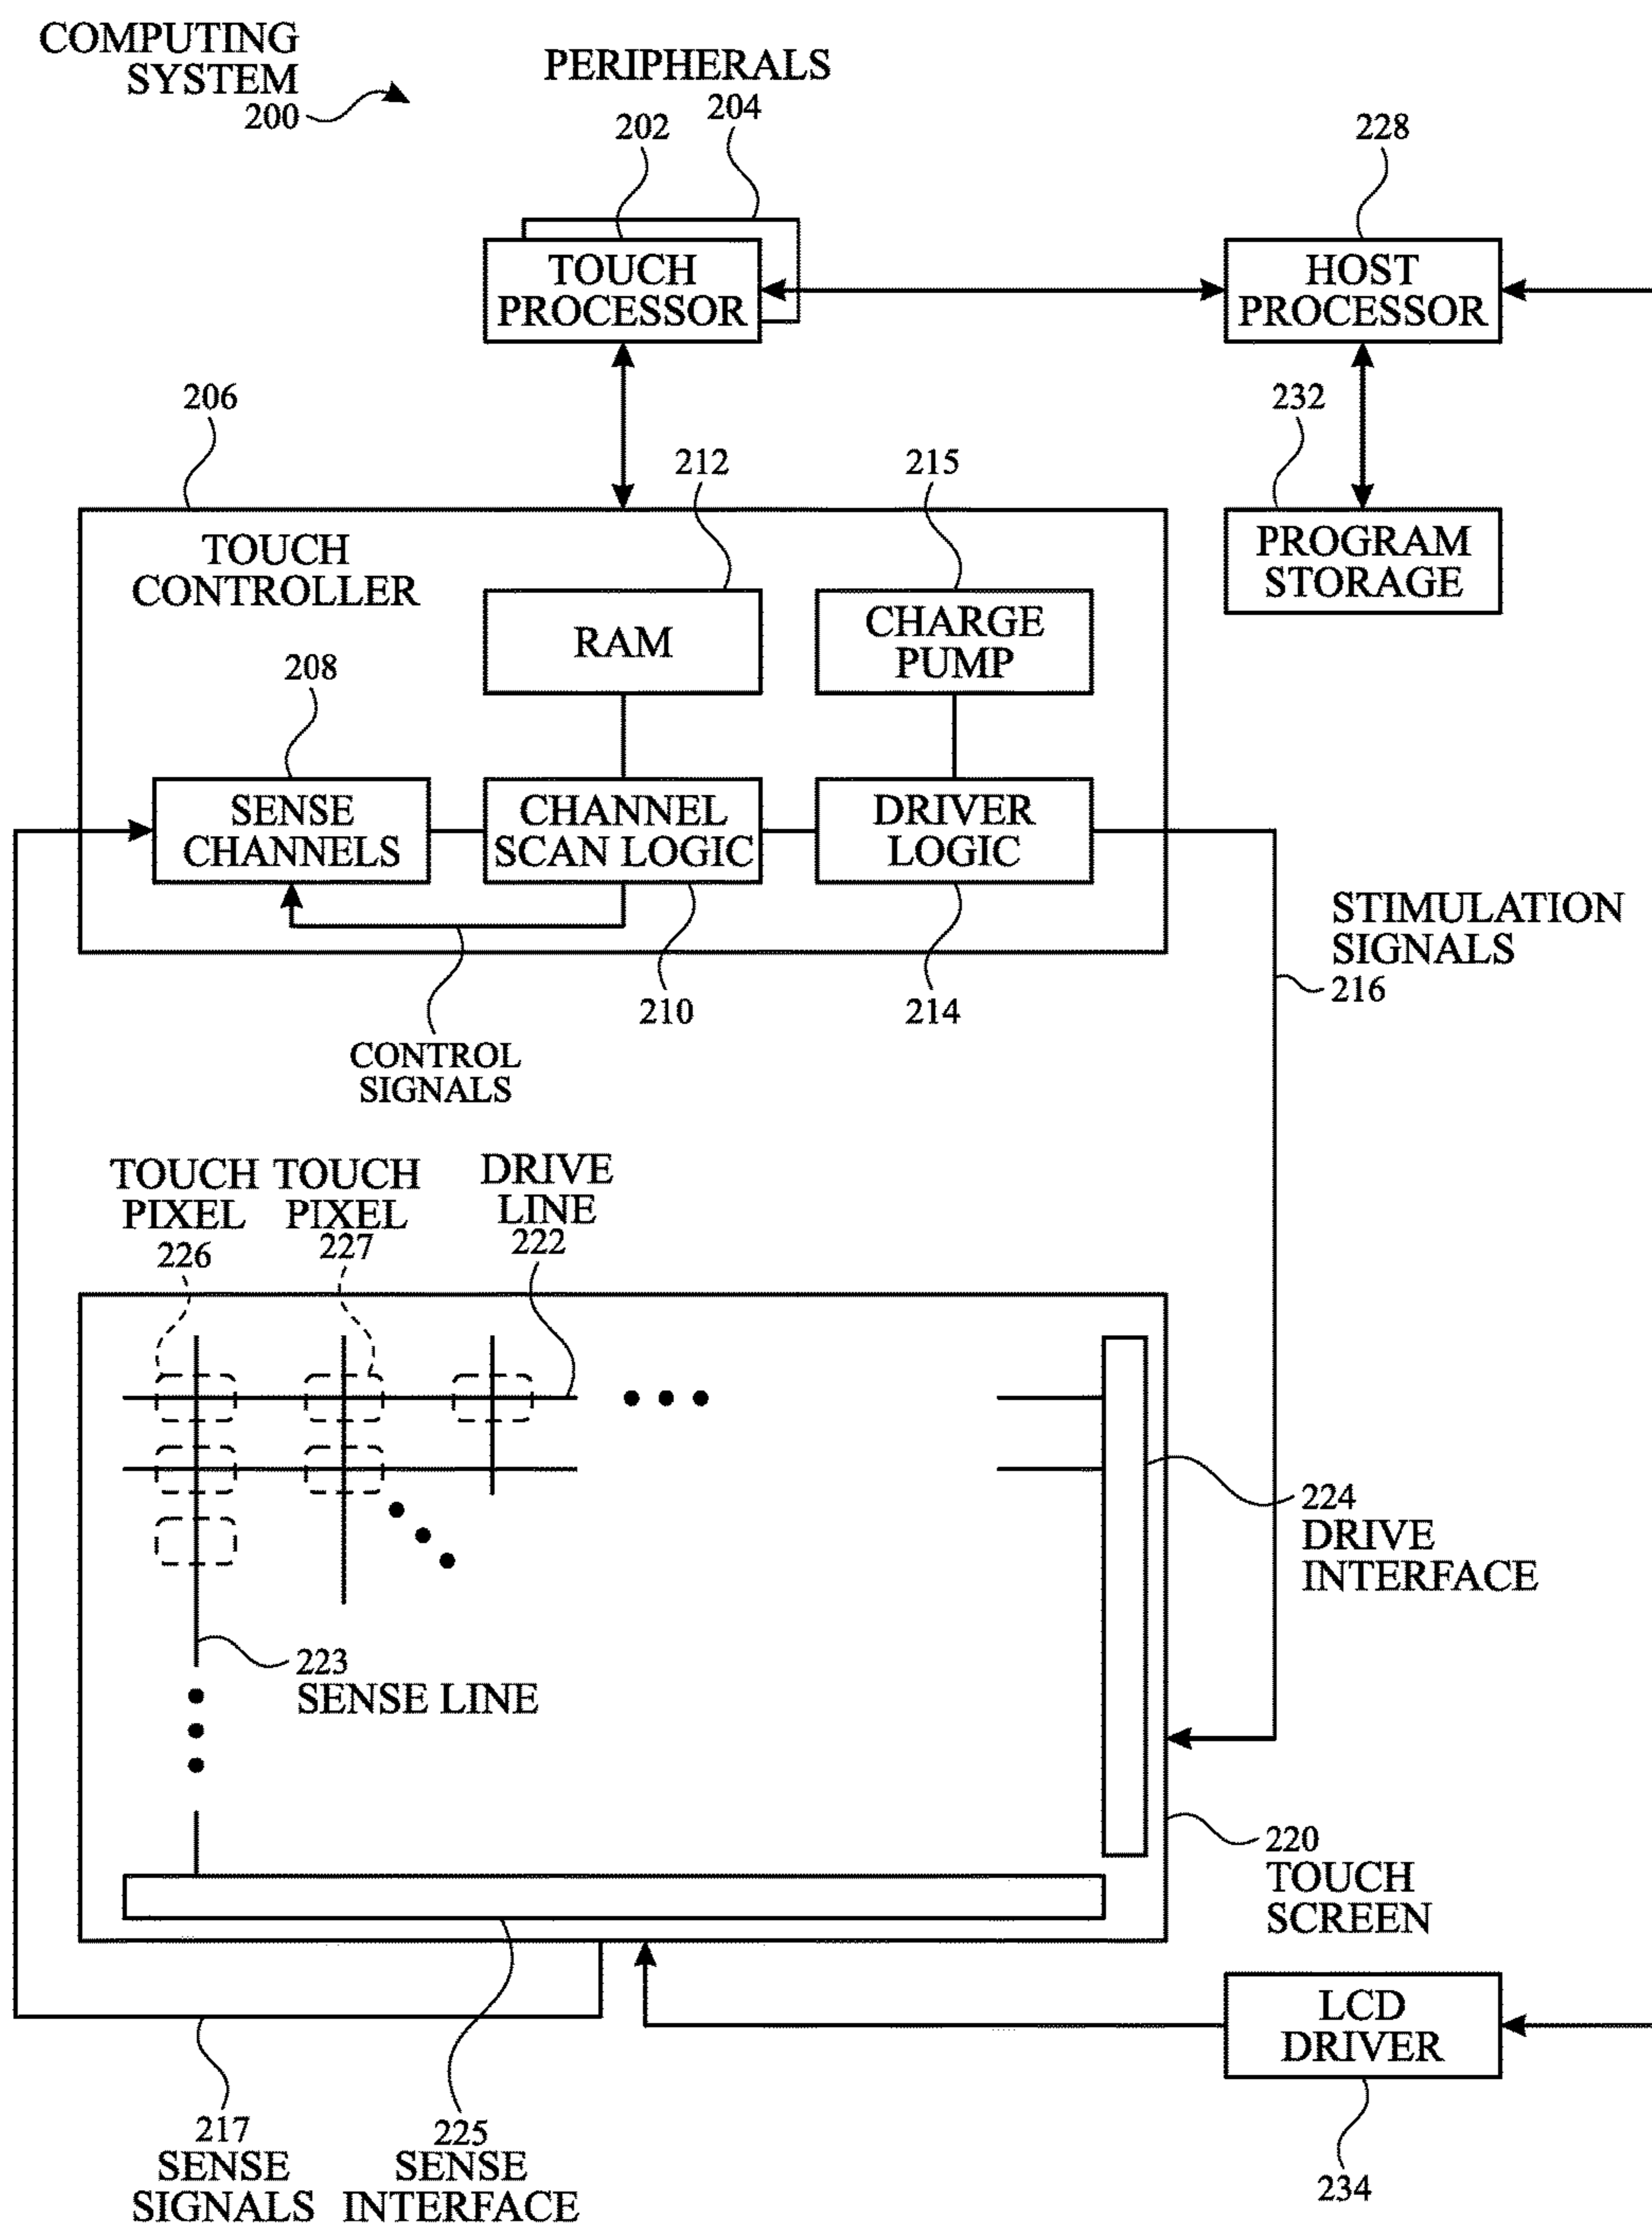 COMPUTING
SYSTEM
200
PERIPHERALS
204
202
228
TOUCH
PROCESSOR
HOST
PROCESSOR
206
212
215
232
TOUCH
CONTROLLER
PROGRAM
STORAGE
RAM
CHARGE
PUMP
208
SENSE
CHANNELS
CHANNEL
SCAN LOGIC
DRIVER
LOGIC
STIMULATION
SIGNALS
216
210
214
CONTROL
SIGNALS
TOUCH
PIXEL
226
TOUCH
PIXEL
227
DRIVE
LINE
222
224
DRIVE
INTERFACE
223
SENSE LINE
220
TOUCH
SCREEN
LCD
DRIVER
217
SENSE
SIGNALS
225
SENSE
INTERFACE
234